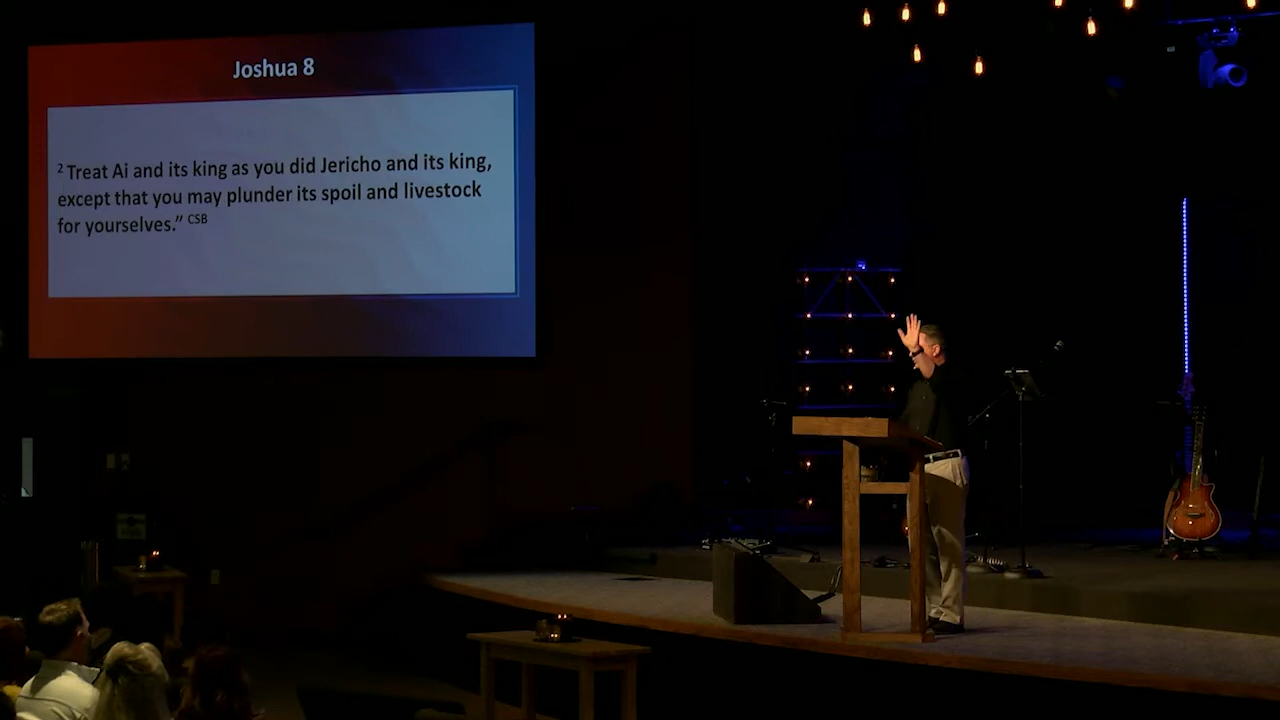 Joshua 8
2 Treat Ai and its king as you did Jericho and its king,
except that you may plunder its spoil and livestock
for yourselves.” CSB